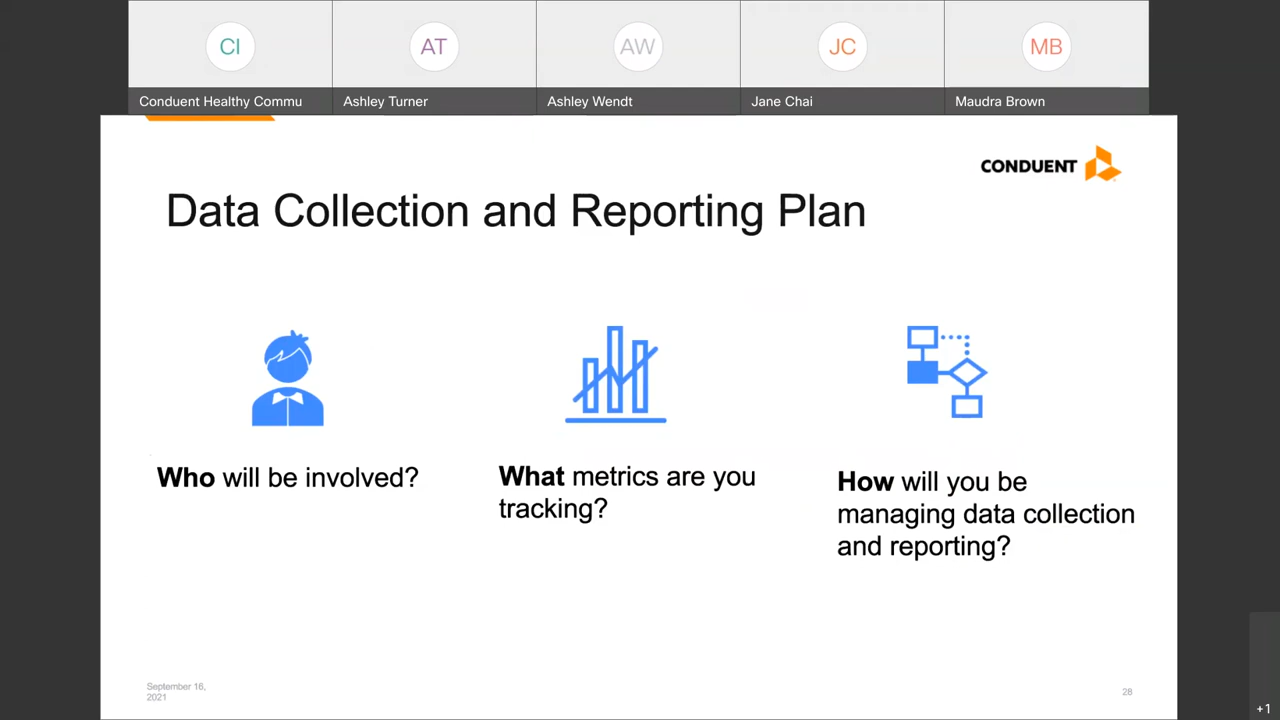 CI
AT
AW
JC
MB
Conduent Healthy Commu
Ashley Turner
Ashley Wendt
Jane Chai
Maudra Brown
CONDUENT
Data Collection and Reporting Plan
Who will be involved?
What metrics are you
tracking?
How will you be
managing data collection
and reporting?
September 16,
2021
28
+1